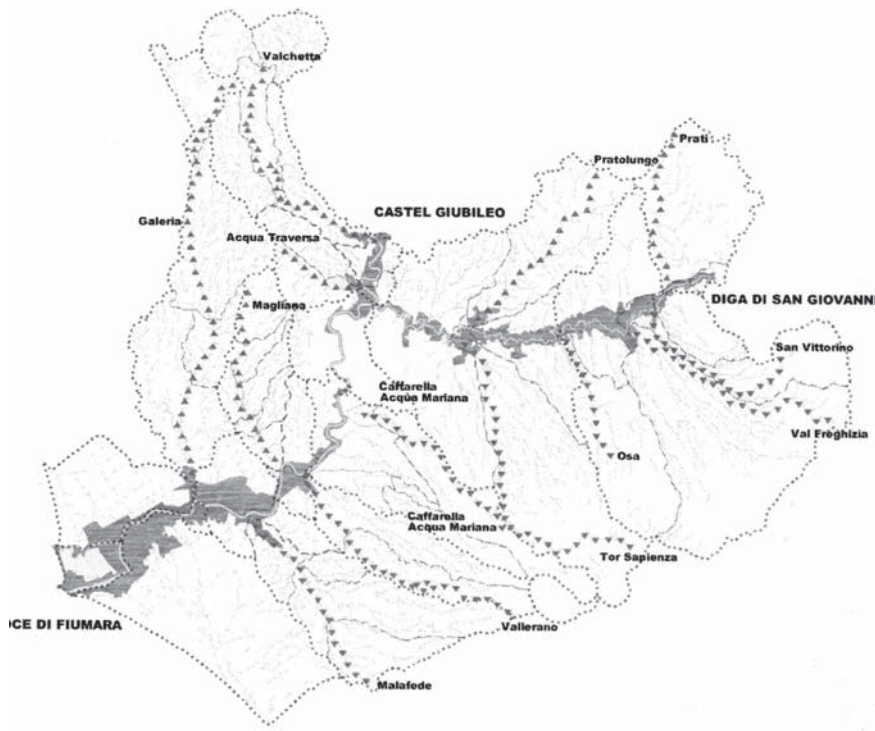 Valchetta
Prati
Pratolungo
CASTEL GIUBILEO
Galeria
Acqua Traversa
Magliana
DIGA DI SAN GIOVANN
San Vittorino
Caffarella
Acqua Mariana
Val Freghizia
Osa
Caffarella
Acqua Mariana
Tor Sapienza
OCE DI FIUMARA
Vallerano
Malafede